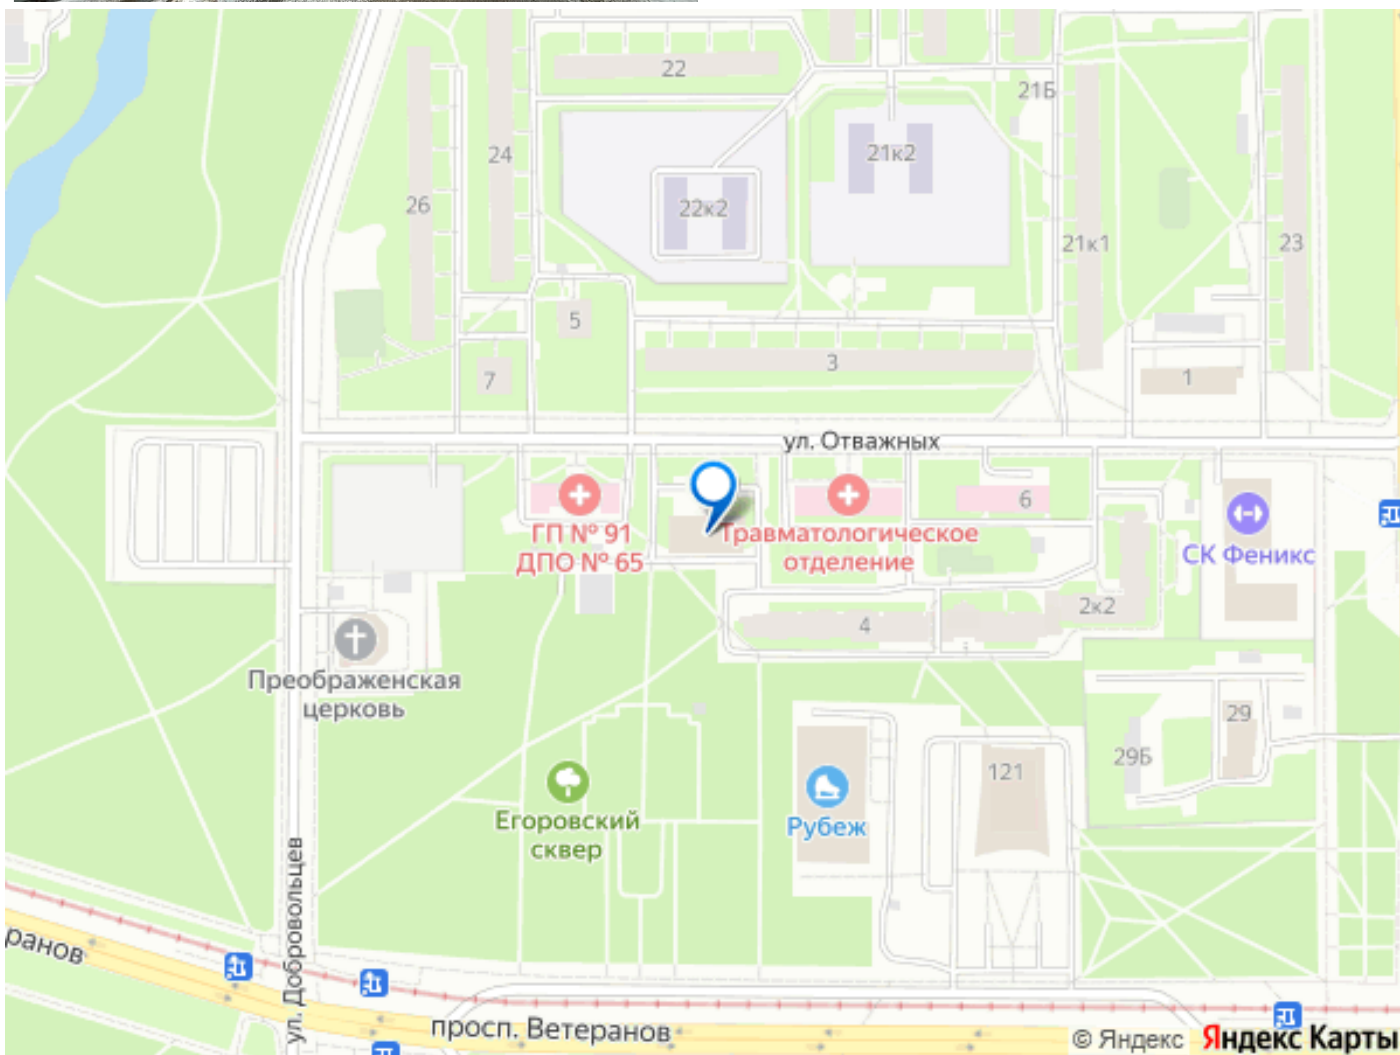 22
21Б
24
21к2
26
22к2
21к1
23
5
3
7
1
ул. Отважных
6
ГП № 91
ДПО № 65
Травматологическое
отделение
СК Феникс
2к2
4
Преображенская
церковь
29
29Б
121
Егоровский
сквер
Рубеж
ул. Добровольцев
ранов
просп. Ветеранов
© Яндекс Яндекс Карты